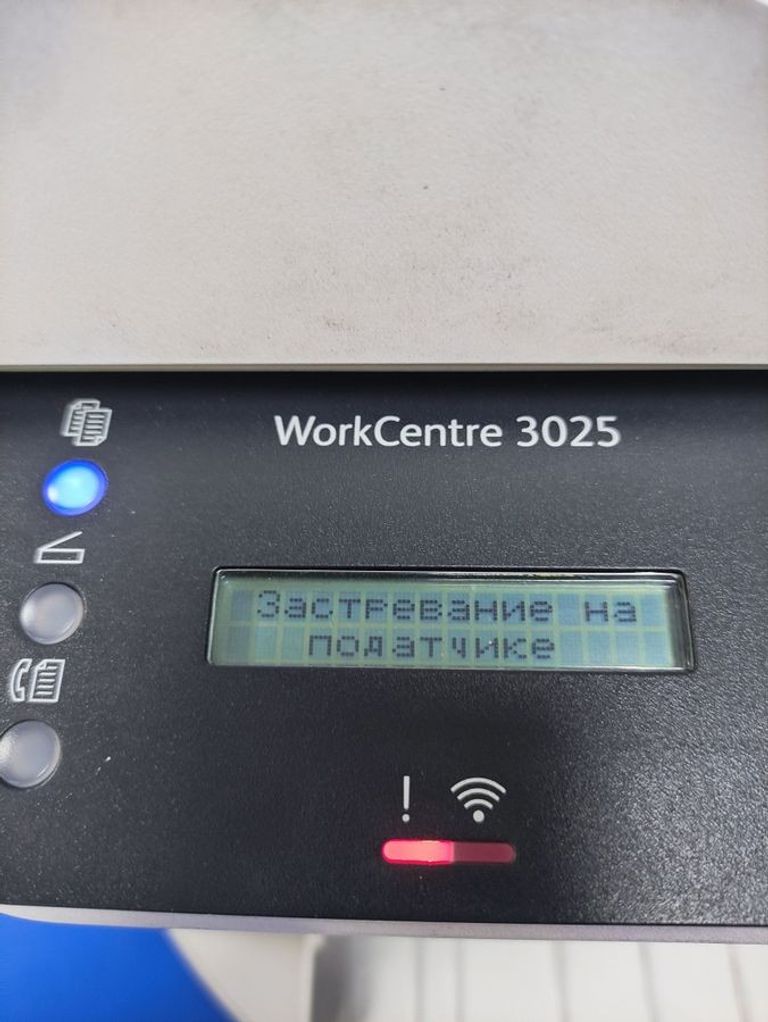 WorkCentre 3025
Застревание на
податчике
!